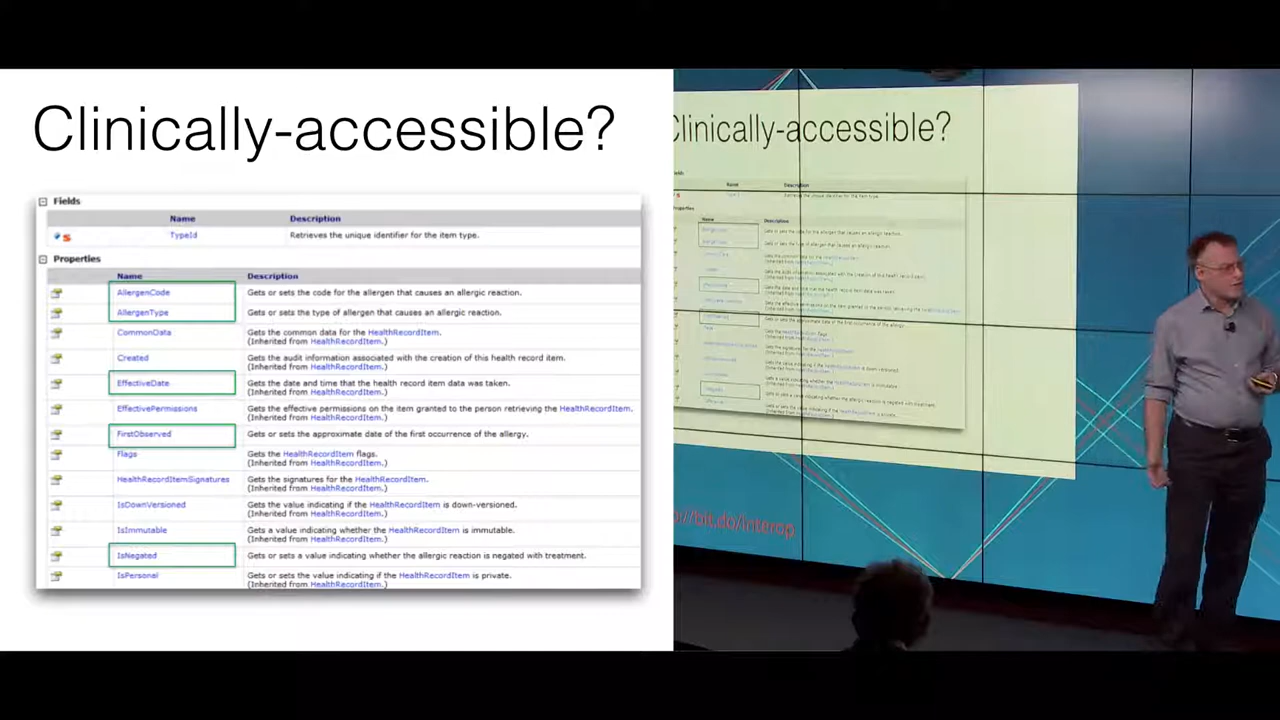 Clinically-accessible?
Fields
Name Description
TypeId Retrieves the unique identifier for the item type.
Properties
Name Description
AllergenCode Gets or sets the code for the allergen that causes an allergic reaction.
AllergenType Gets or sets the type of allergen that causes an allergic reaction.
CommonData Gets the common data for the HealthRecordItem.
(Inherited from HealthRecordItem.)
Created Gets the audit information associated with the creation of this health record item.
(Inherited from HealthRecordItem.)
EffectiveDate Gets the date and time that the health record item data was taken.
(Inherited from HealthRecordItem.)
EffectivePermissions Gets the effective permissions on the item granted to the person retrieving the HealthRecordItem.
(Inherited from HealthRecordItem.)
FirstObserved Gets or sets the approximate date of the first occurrence of the allergy.
Flags Gets the HealthRecordItem flags.
(Inherited from HealthRecordItem.)
HealthRecordItemSignatures Gets the signatures for the HealthRecordItem.
(Inherited from HealthRecordItem.)
IsDownVersioned Gets the value indicating if the HealthRecordItem is down-versioned.
(Inherited from HealthRecordItem.)
IsImmutable Gets a value indicating whether the HealthRecordItem is immutable.
(Inherited from HealthRecordItem.)
IsNegated Gets or sets a value indicating whether the allergic reaction is negated with treatment.
IsPersonal Gets or sets the value indicating if the HealthRecordItem is private.
(Inherited from HealthRecordItem.)
Clinically-accessible?
Name Description
Name Description
//bit.do/interop